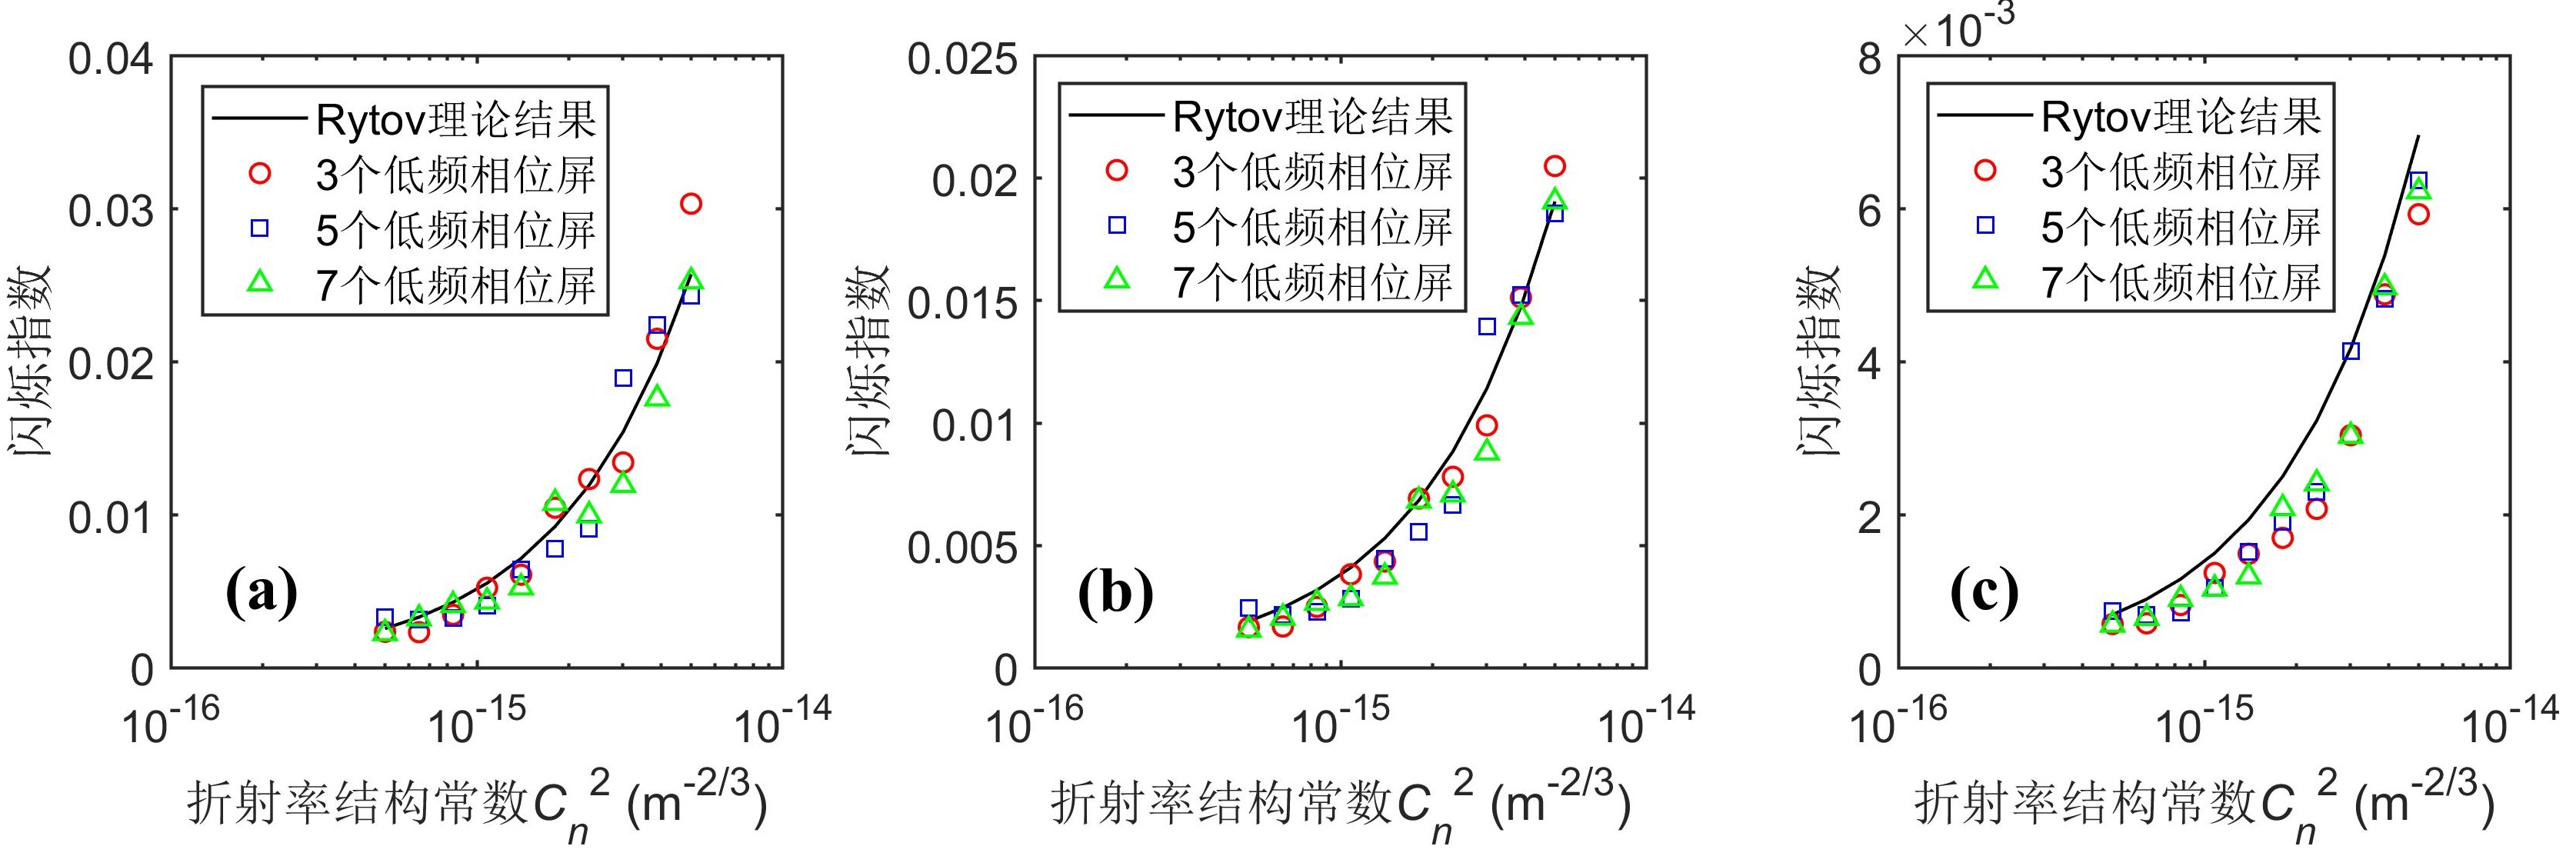 0.04
0.03
0.02
0.01
0
闪烁指数
Rytov理论结果
3个低频相位屏
5个低频相位屏
7个低频相位屏
(a)
10^-16
10^-15
10^-14
折射率结构常数C_n^2 (m^-2/3)
0.025
0.02
0.015
0.01
0.005
0
闪烁指数
Rytov理论结果
3个低频相位屏
5个低频相位屏
7个低频相位屏
(b)
10^-16
10^-15
10^-14
折射率结构常数C_n^2 (m^-2/3)
×10^-3
8
6
4
2
0
闪烁指数
Rytov理论结果
3个低频相位屏
5个低频相位屏
7个低频相位屏
(c)
10^-16
10^-15
10^-14
折射率结构常数C_n^2 (m^-2/3)